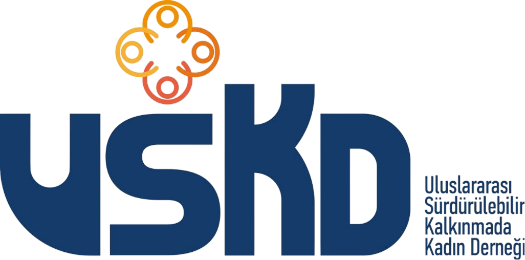 USKD
Uluslararası
Sürdürülebilir
Kalkınmada
Kadın Derneği